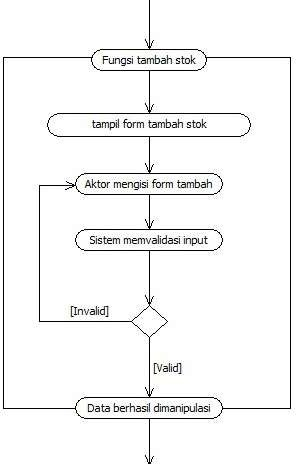 Fungsi tambah stok
tampil form tambah stok
Aktor mengisi form tambah
Sistem memvalidasi input
[Invalid]
[Valid]
Data berhasil dimanipulasi